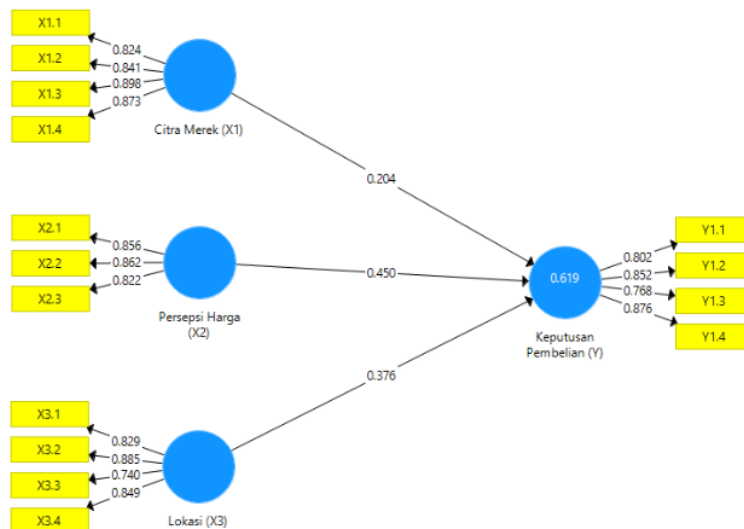 X1.1
0.824
X1.2
0.841
X1.3
0.898
X1.4
0.873
Citra Merek (X1)
0.204
X2.1
0.856
X2.2
0.862
X2.3
0.822
Persepsi Harga
(X2)
0.450
0.619
Keputusan
Pembelian (Y)
0.802
Y1.1
0.852
Y1.2
0.768
Y1.3
0.876
Y1.4
0.376
X3.1
0.829
X3.2
0.885
X3.3
0.740
X3.4
0.849
Lokasi (X3)